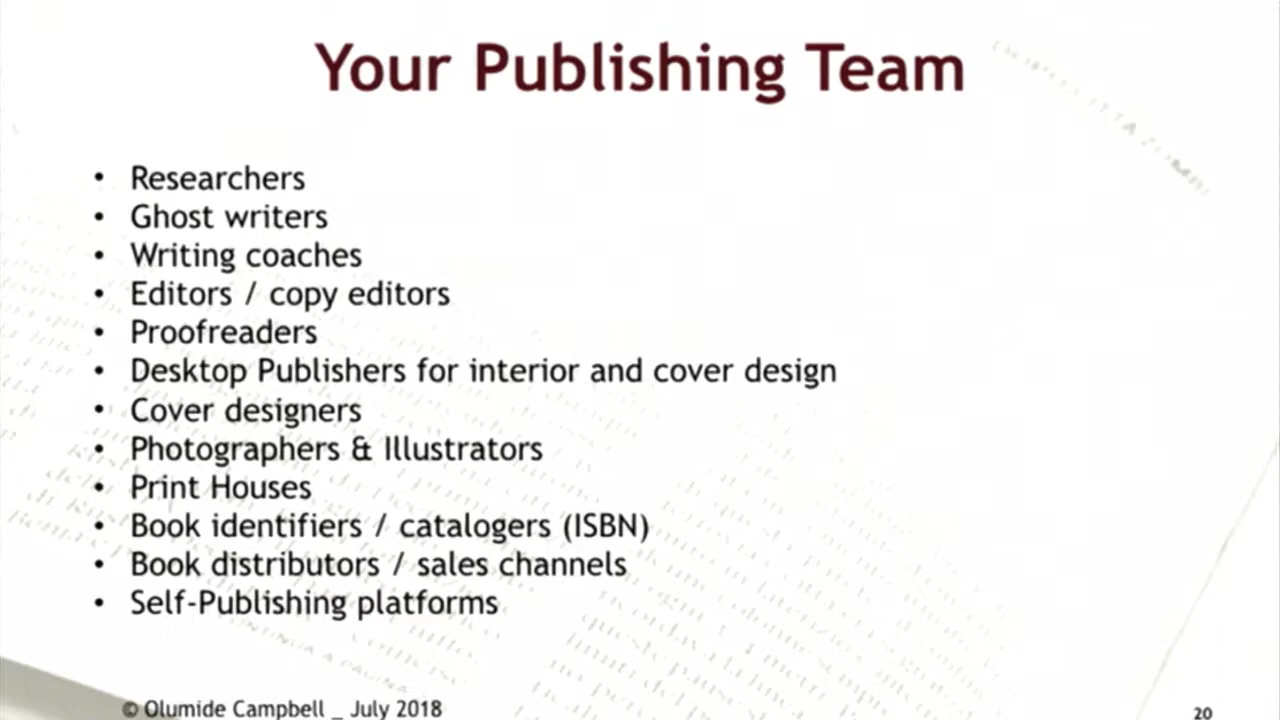 Your Publishing Team
• Researchers
• Ghost writers
• Writing coaches
• Editors / copy editors
• Proofreaders
• Desktop Publishers for interior and cover design
• Cover designers
• Photographers & Illustrators
• Print Houses
• Book identifiers / catalogers (ISBN)
• Book distributors / sales channels
• Self-Publishing platforms
© Olumide Campbell _ July 2018
20